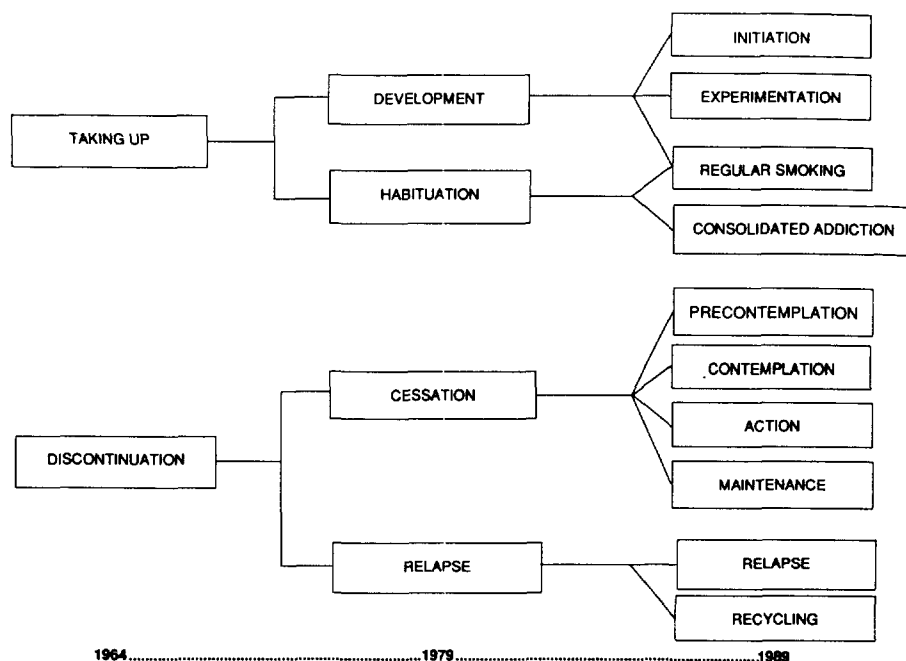 INITIATION
DEVELOPMENT
EXPERIMENTATION
TAKING UP
HABITUATION
REGULAR SMOKING
CONSOLIDATED ADDICTION
PRECONTEMPLATION
CONTEMPLATION
CESSATION
ACTION
DISCONTINUATION
MAINTENANCE
RELAPSE
RELAPSE
RECYCLING
1964............................................................1979............................................................1989